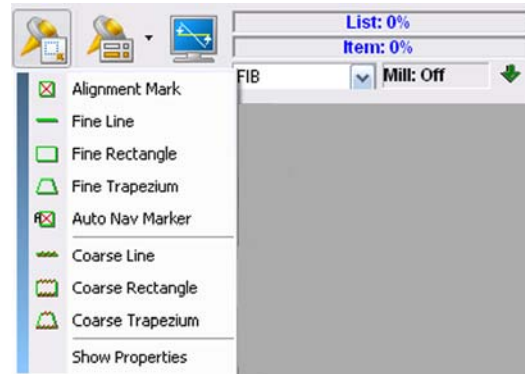 List: 0%
Item: 0%
FIB Mill: Off
Alignment Mark
Fine Line
Fine Rectangle
Fine Trapezium
Auto Nav Marker
Coarse Line
Coarse Rectangle
Coarse Trapezium
Show Properties